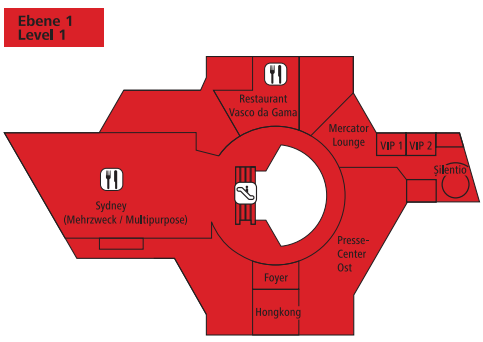 Ebene 1
Level 1
Restaurant
Vasco da Gama
Mercator
Lounge
VIP 1
VIP 2
Silentio
Sydney
(Mehrzweck / Multipurpose)
Presse-
Center
Ost
Foyer
Hongkong